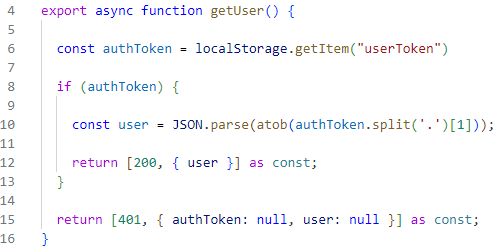 4 export async function getUser() {
5
6 const authToken = localStorage.getItem("userToken")
7
8 if (authToken) {
9
10 const user = JSON.parse(atob(authToken.split('.')[1]));
11
12 return [200, { user }] as const;
13 }
14
15 return [401, { authToken: null, user: null }] as const;
16 }